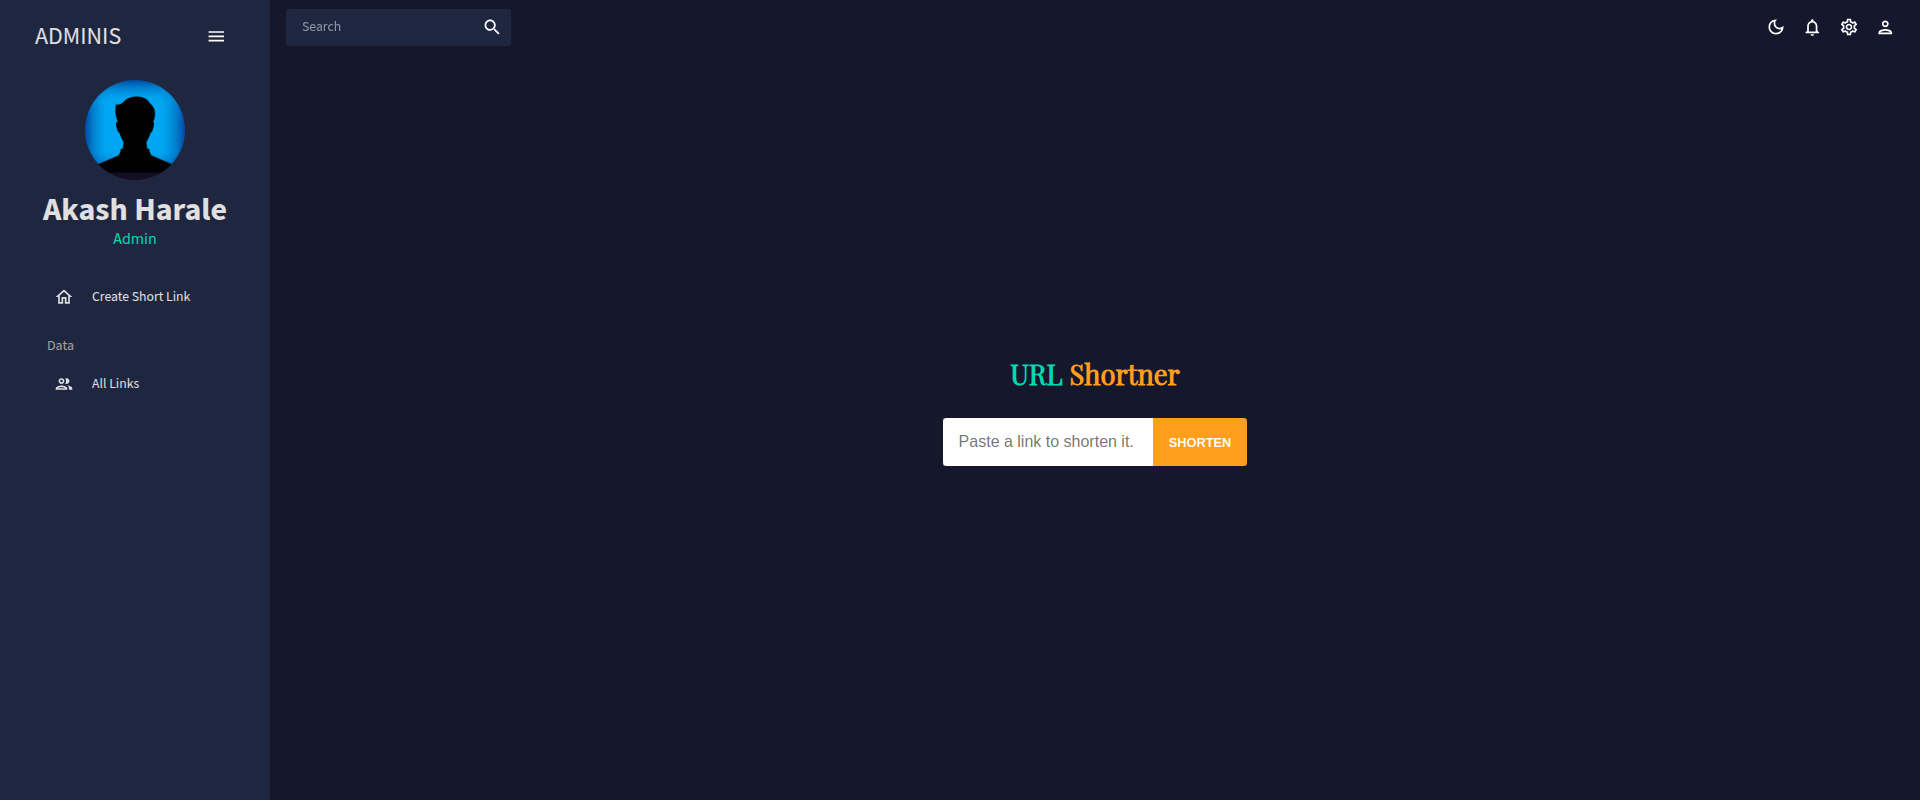 ADMINIS
Search
Akash Harale
Admin
Create Short Link
Data
All Links
URL Shortner
Paste a link to shorten it.
SHORTEN